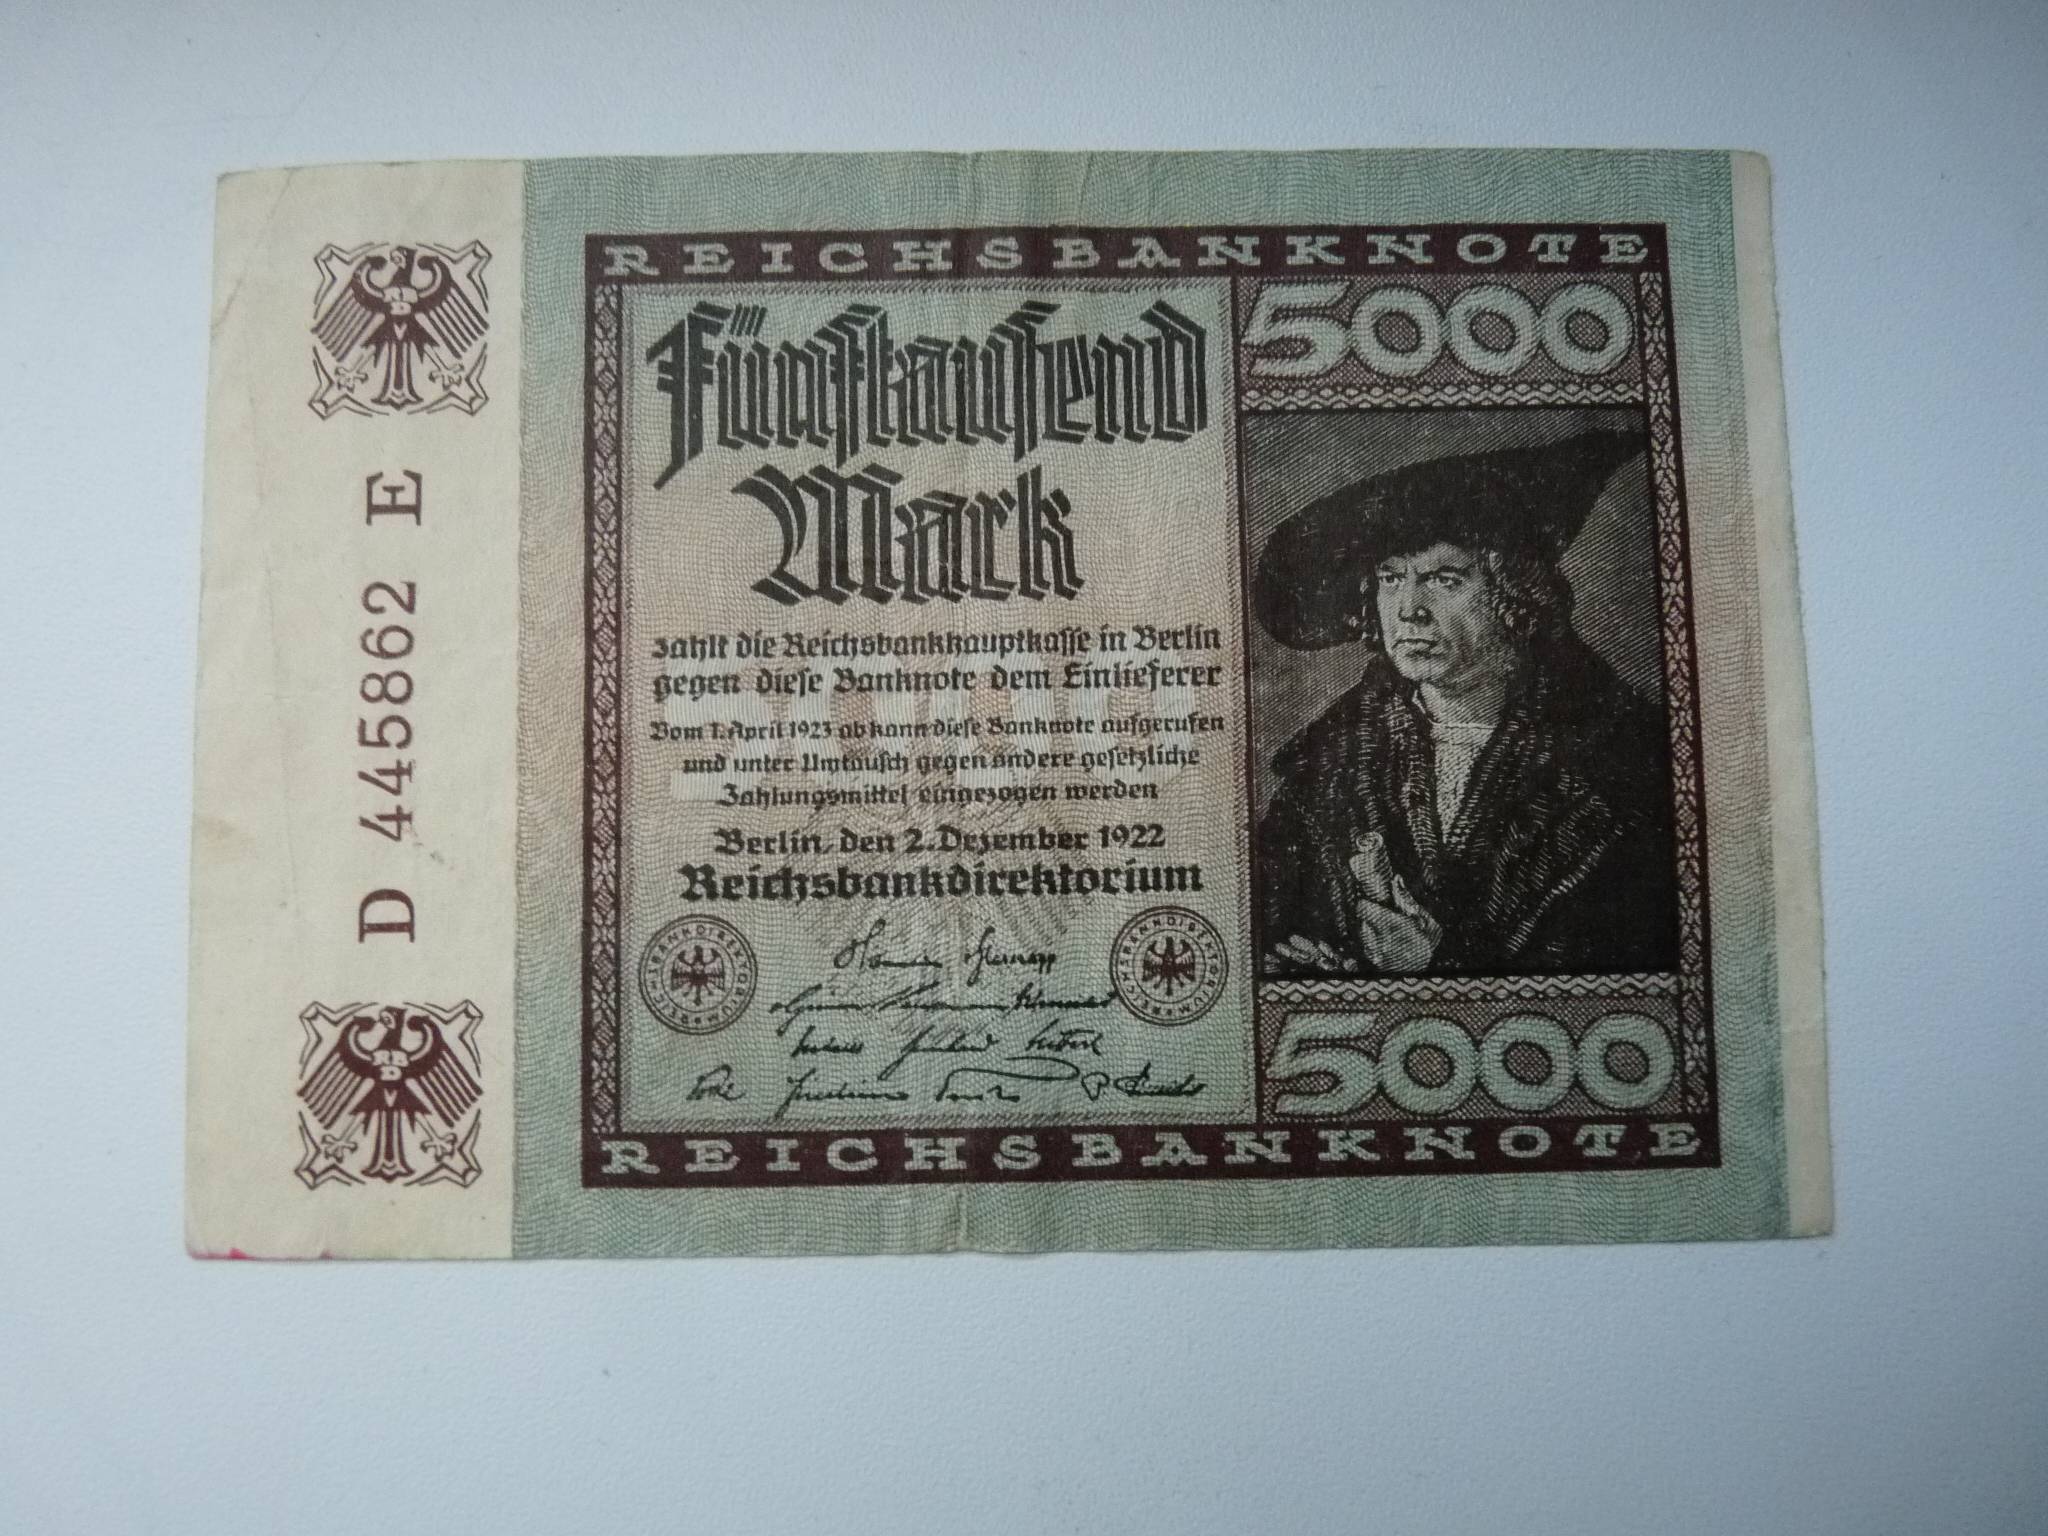 D 445862 E
REICHSBANKNOTE
5000
Fünftausend
Mark
zahlt die Reichsbankhauptkasse in Berlin
gegen diese Banknote dem Einlieferer
Vom 1. April 1923 ab kann diese Banknote aufgerufen
und unter Umtausch gegen andere gesetzliche
Zahlungsmittel eingezogen werden
Berlin, den 2. Dezember 1922
Reichsbankdirektorium
REICHSBANKDIREKTORIUM
REICHSBANKDIREKTORIUM
5000
REICHSBANKNOTE